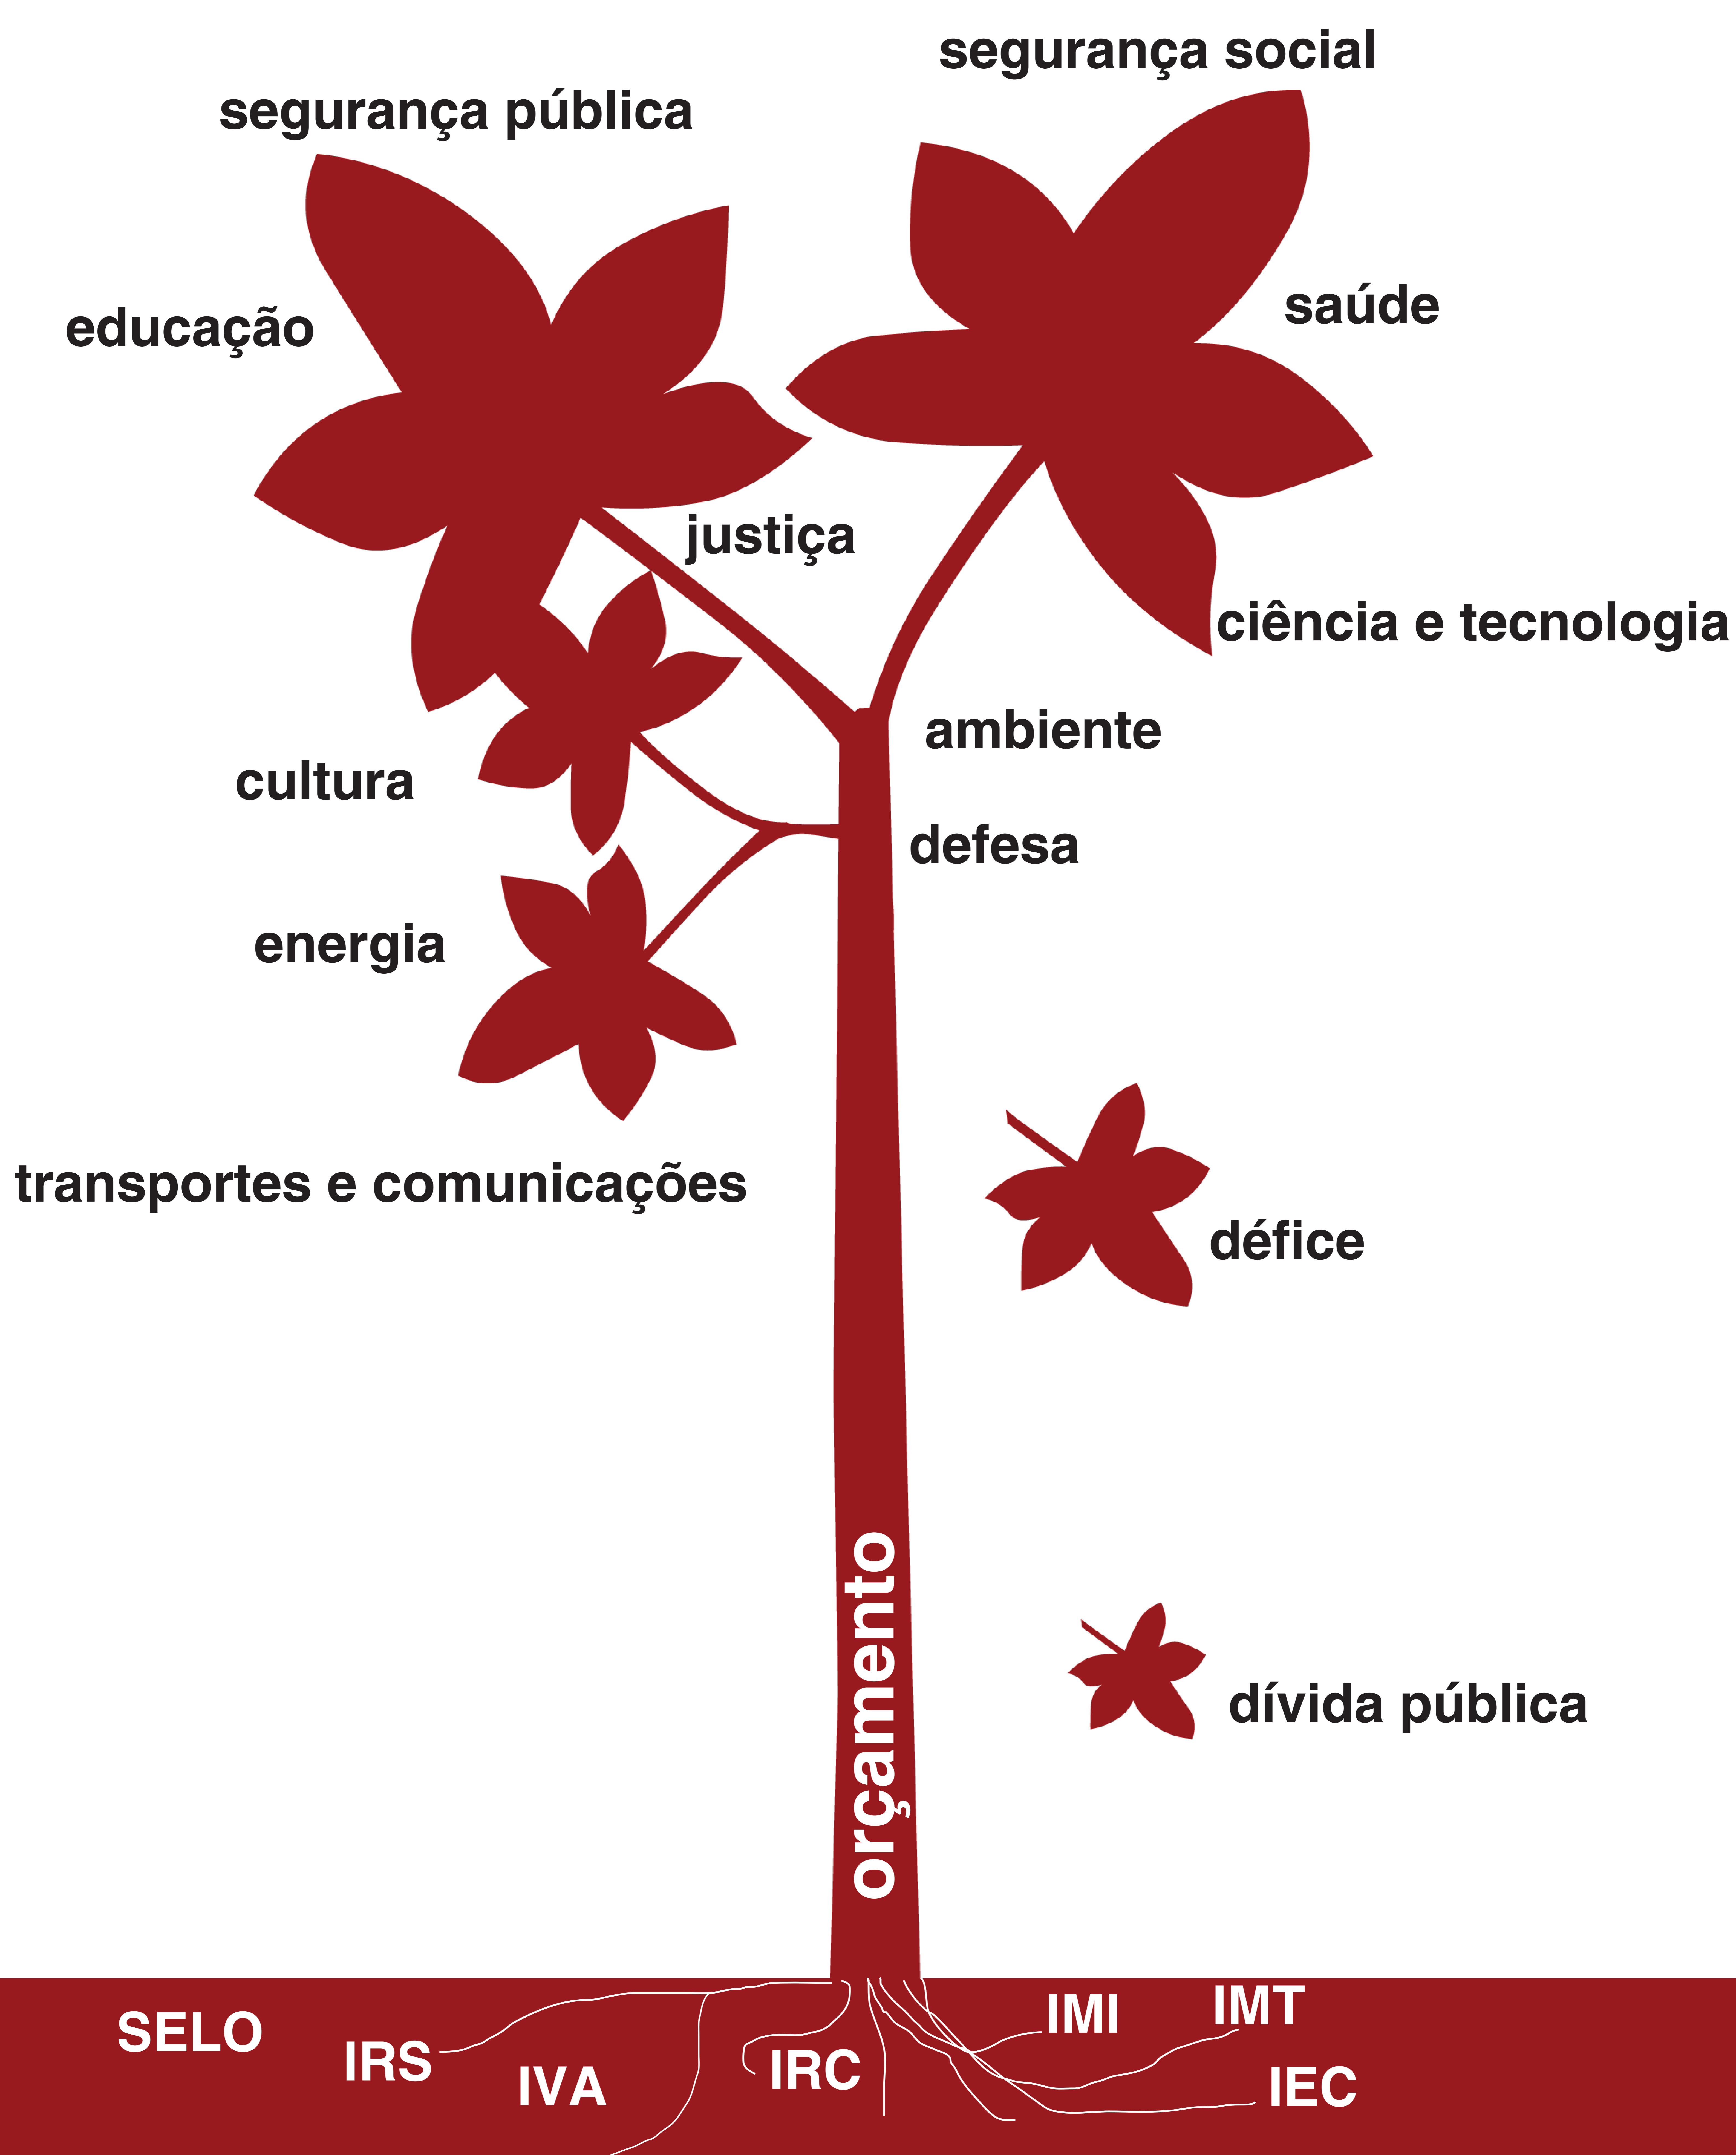 segurança social
segurança pública
saúde
educação
justiça
ciência e tecnologia
ambiente
cultura
defesa
energia
transportes e comunicações
défice
dívida pública
orçamento
SELO
IRS
IVA
IRC
IMI
IMT
IEC